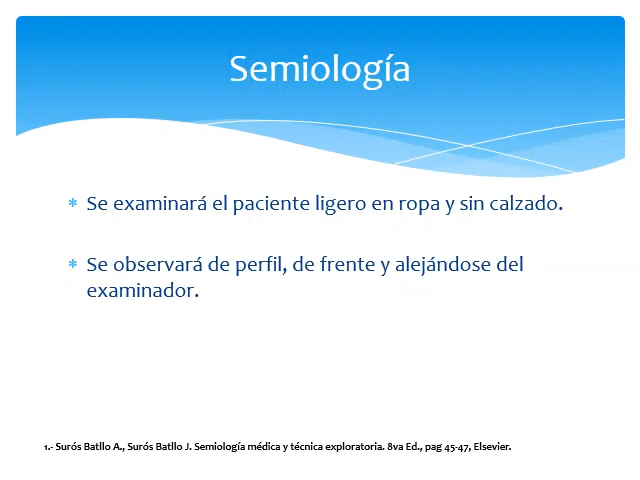 Semiología
* Se examinará el paciente ligero en ropa y sin calzado.
* Se observará de perfil, de frente y alejándose del
examinador.
1.- Surós Batllo A., Surós Batllo J. Semiología médica y técnica exploratoria. 8va Ed., pag 45-47, Elsevier.